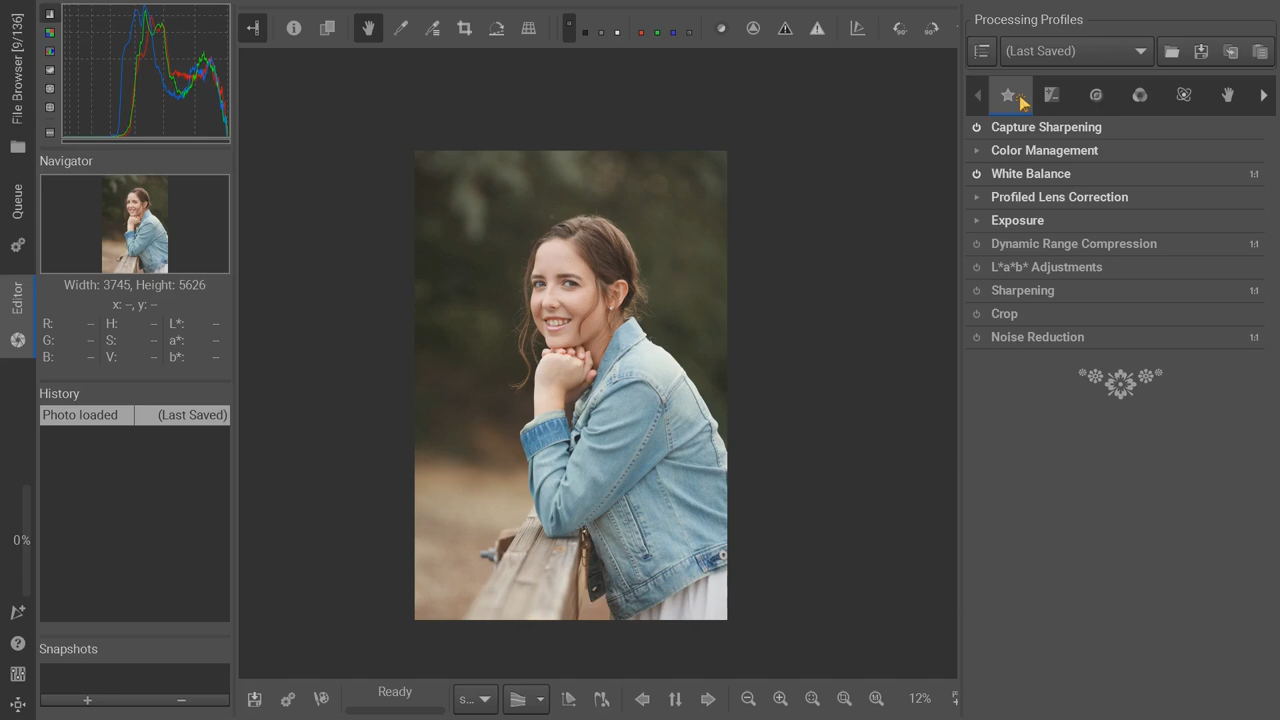 File Browser [9/136]
Queue
Editor
0%
Navigator
Width: 3745, Height: 5626
x: --, y: --
R: -- H: -- L*: --
G: -- S: -- a*: --
B: -- V: -- b*: --
History
Photo loaded (Last Saved)
Snapshots
+ −
Ready
s...
12%
Processing Profiles
(Last Saved)
Capture Sharpening
Color Management
White Balance 1:1
Profiled Lens Correction
Exposure
Dynamic Range Compression 1:1
L*a*b* Adjustments
Sharpening 1:1
Crop
Noise Reduction 1:1